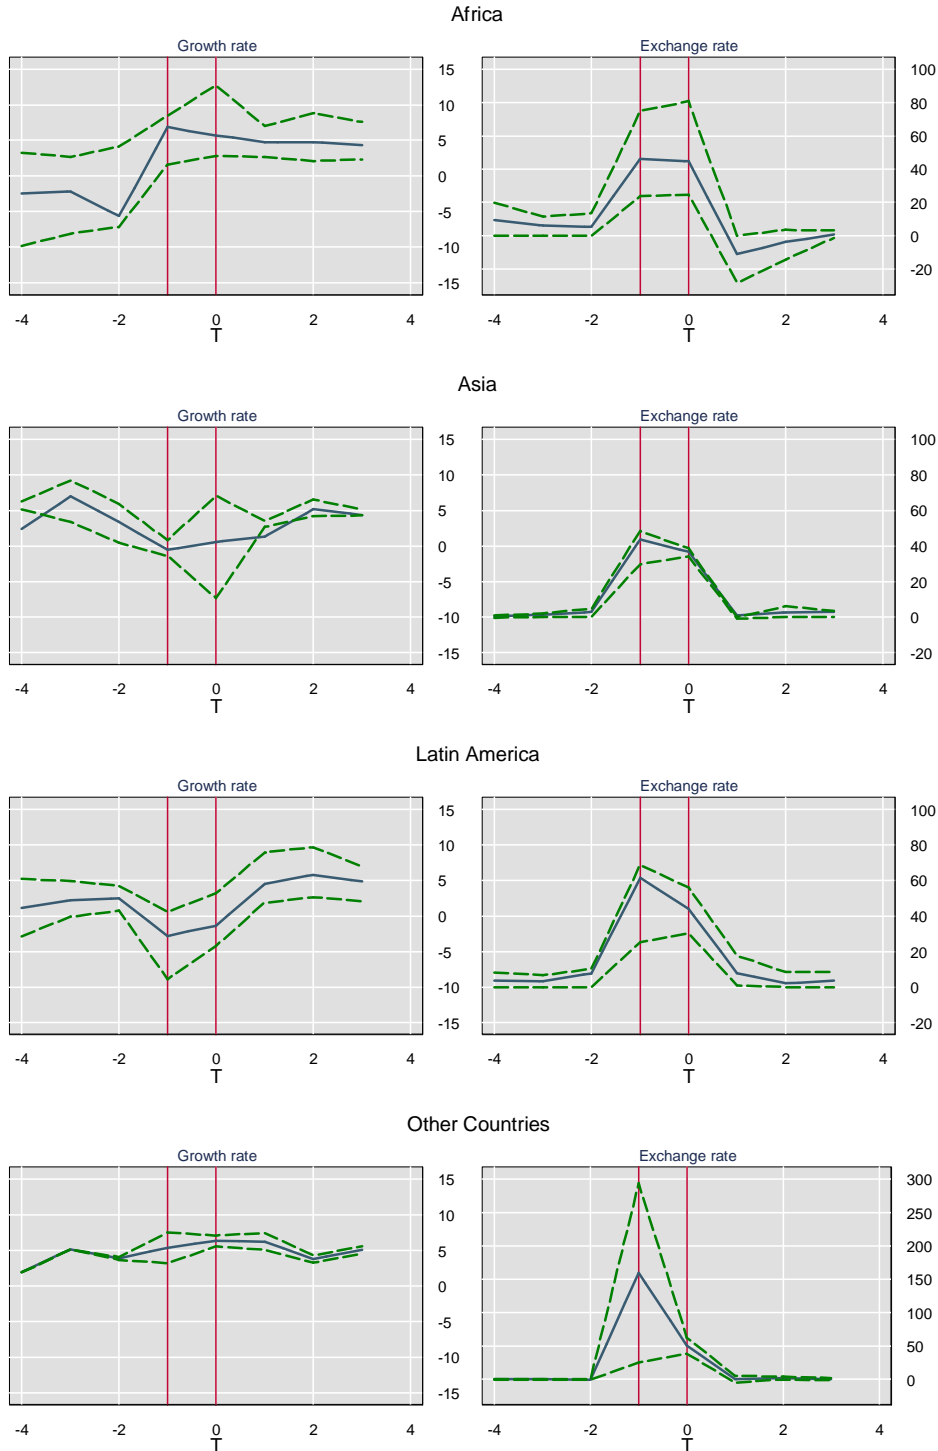 Africa
Growth rate
Exchange rate
15
10
5
0
-5
-10
-15
100
80
60
40
20
0
-20
-4 -2 0 2 4
T
-4 -2 0 2 4
T
Asia
Growth rate
Exchange rate
15
10
5
0
-5
-10
-15
100
80
60
40
20
0
-20
-4 -2 0 2 4
T
-4 -2 0 2 4
T
Latin America
Growth rate
Exchange rate
15
10
5
0
-5
-10
-15
100
80
60
40
20
0
-20
-4 -2 0 2 4
T
-4 -2 0 2 4
T
Other Countries
Growth rate
Exchange rate
15
10
5
0
-5
-10
-15
300
250
200
150
100
50
0
-4 -2 0 2 4
T
-4 -2 0 2 4
T